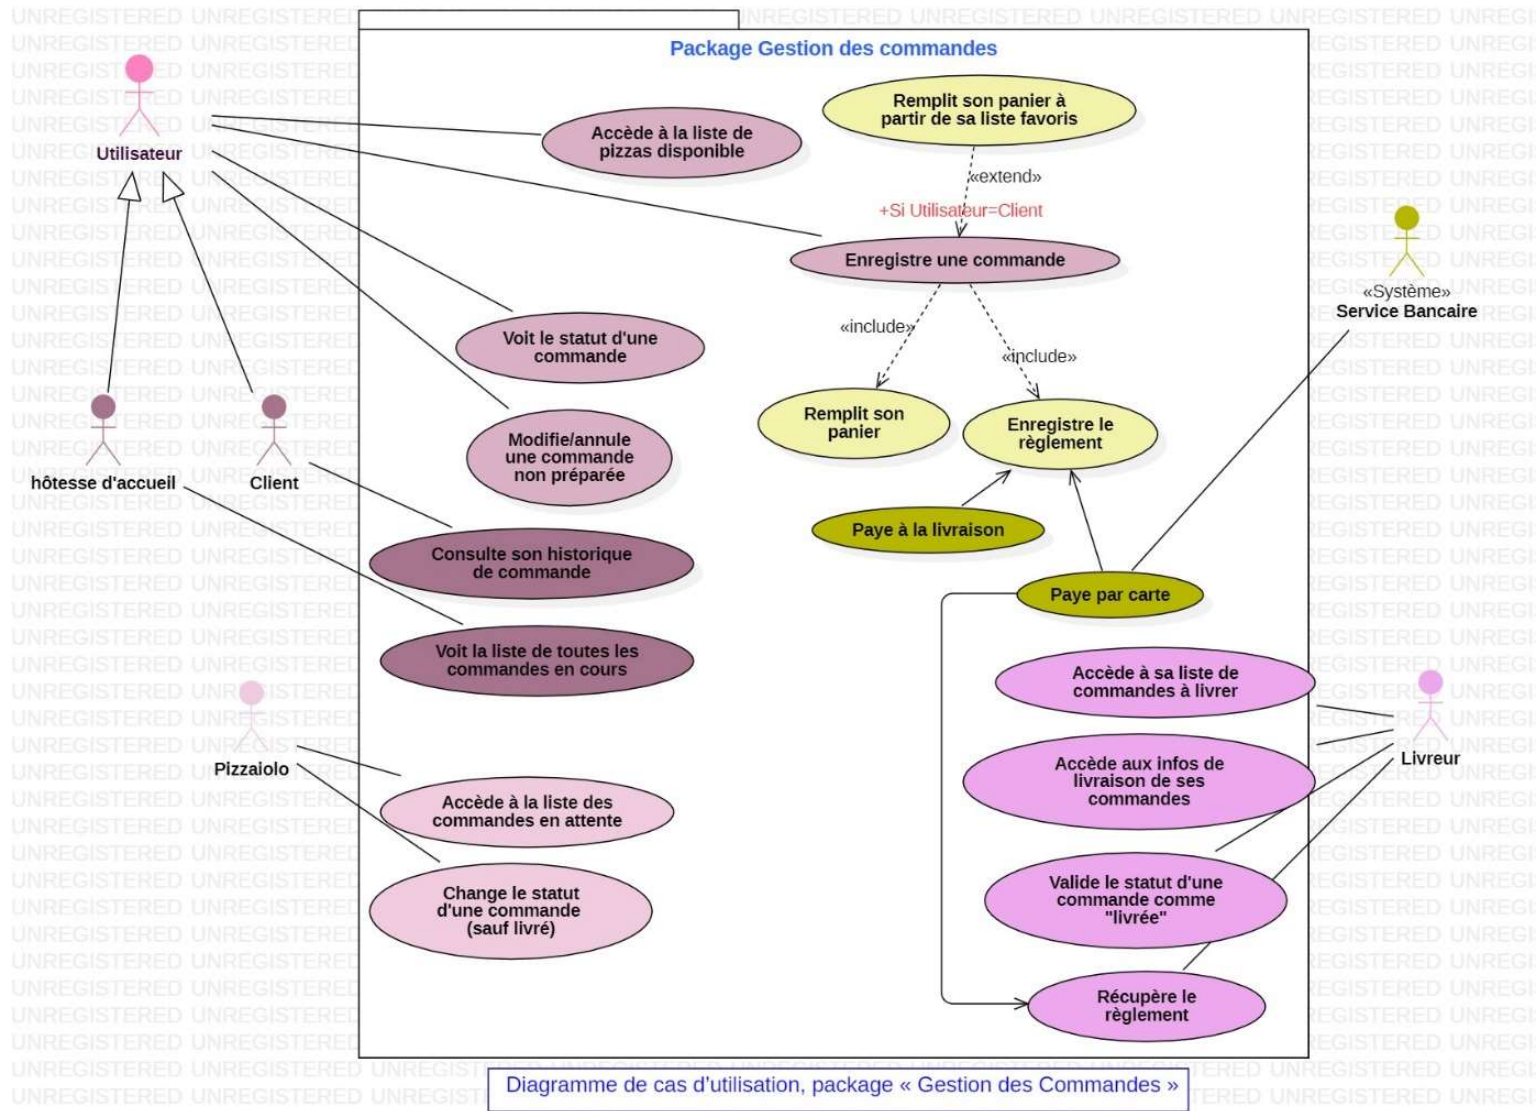 Package Gestion des commandes
Remplit son panier à
partir de sa liste favoris
Accède à la liste de
pizzas disponible
Utilisateur
«extend»
+Si Utilisateur=Client
Enregistre une commande
«Système»
Service Bancaire
«include»
«include»
Voit le statut d'une
commande
Remplit son
panier
Enregistre le
règlement
Modifie/annule
une commande
non préparée
hôtesse d'accueil
Client
Paye à la livraison
Consulte son historique
de commande
Paye par carte
Voit la liste de toutes les
commandes en cours
Accède à sa liste de
commandes à livrer
Pizzaiolo
Livreur
Accède aux infos de
livraison de ses
commandes
Accède à la liste des
commandes en attente
Change le statut
d'une commande
(sauf livré)
Valide le statut d'une
commande comme
"livrée"
Récupère le
règlement
Diagramme de cas d'utilisation, package « Gestion des Commandes »
UNREGISTERED